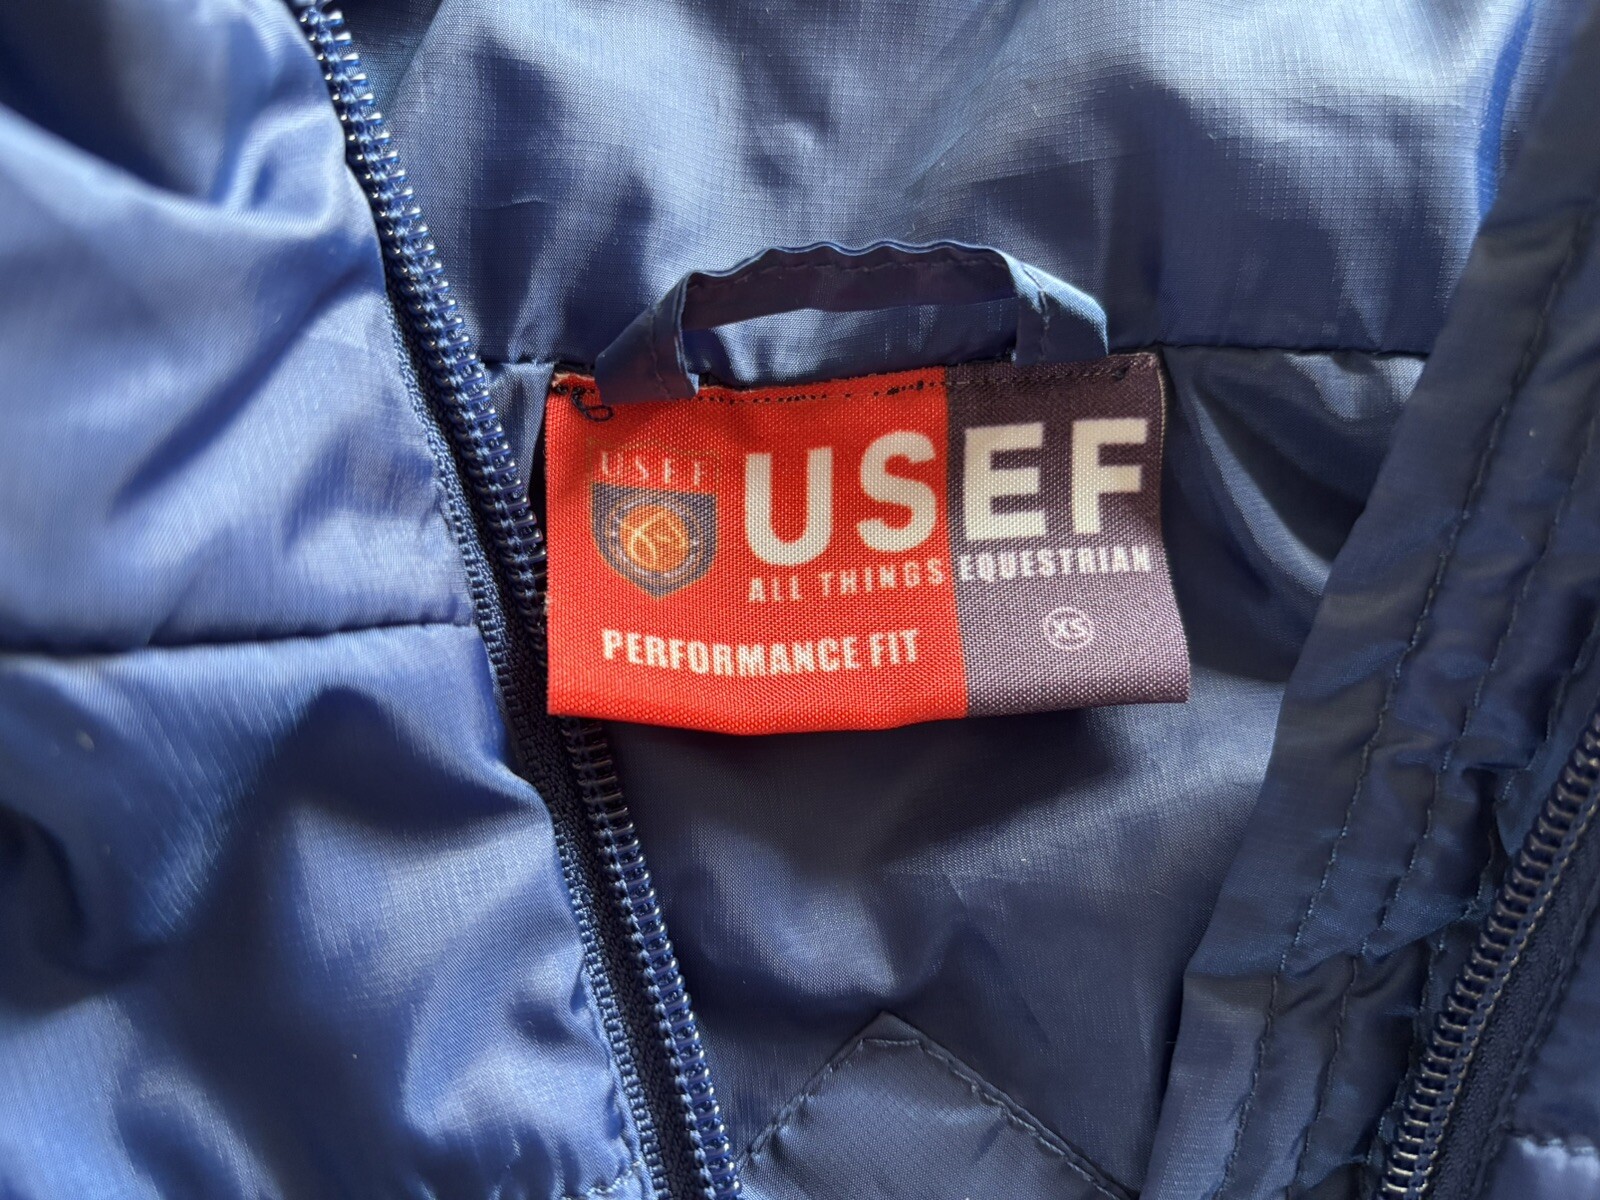 USEF
USEF
ALL THINGS EQUESTRIAN
PERFORMANCE FIT
XS